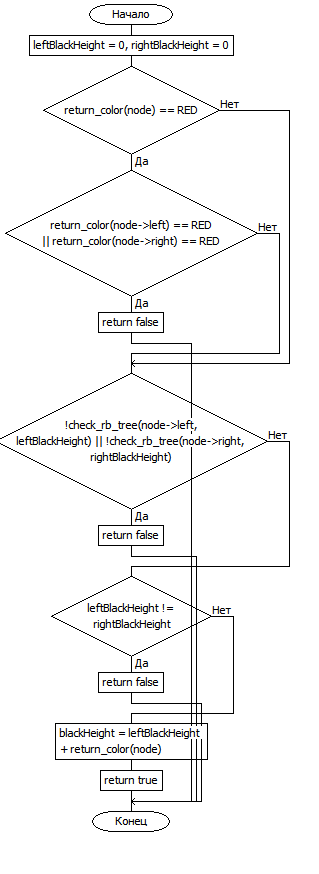 Начало
leftBlackHeight = 0, rightBlackHeight = 0
return_color(node) == RED
Нет
Да
return_color(node->left) == RED
|| return_color(node->right) == RED
Нет
Да
return false
!check_rb_tree(node->left,
leftBlackHeight) || !check_rb_tree(node->right,
rightBlackHeight)
Нет
Да
return false
leftBlackHeight !=
rightBlackHeight
Нет
Да
return false
blackHeight = leftBlackHeight
+ return_color(node)
return true
Конец